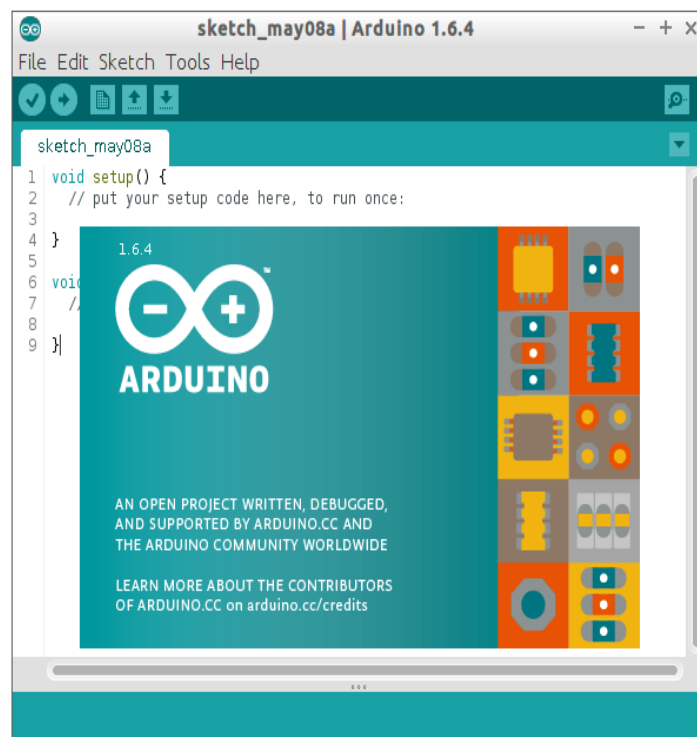 sketch_may08a | Arduino 1.6.4
File Edit Sketch Tools Help
sketch_may08a
1 void setup() {
2 // put your setup code here, to run once:
3
4 }
5
6 voi
7 //
8
9 }
1.6.4
ARDUINO
AN OPEN PROJECT WRITTEN, DEBUGGED,
AND SUPPORTED BY ARDUINO.CC AND
THE ARDUINO COMMUNITY WORLDWIDE
LEARN MORE ABOUT THE CONTRIBUTORS
OF ARDUINO.CC on arduino.cc/credits